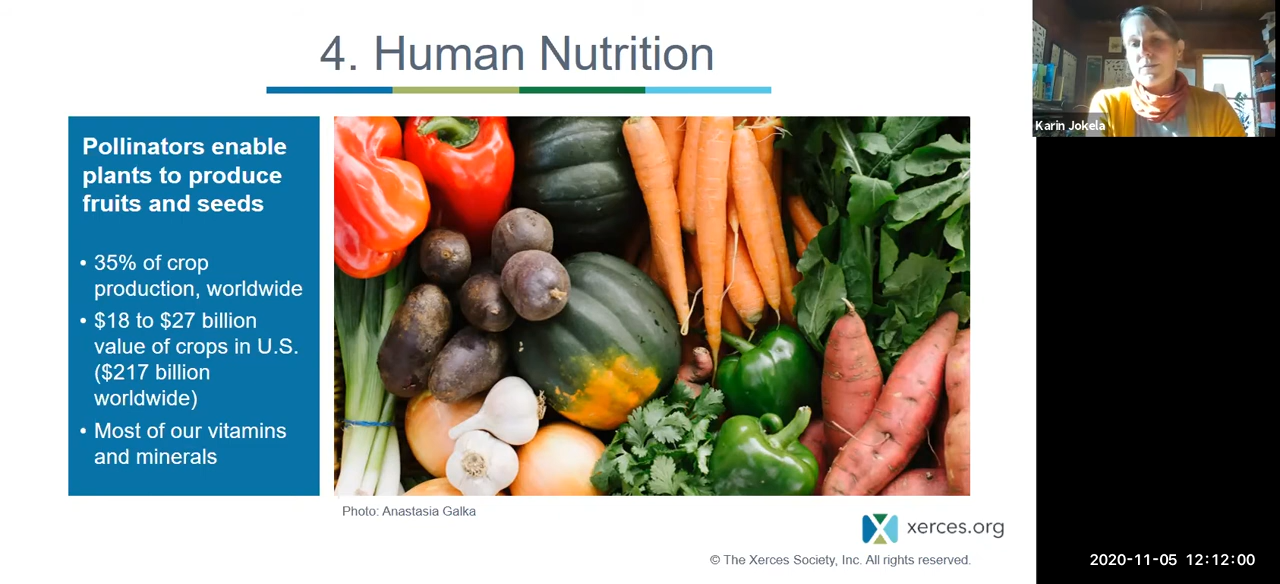 4. Human Nutrition
Pollinators enable
plants to produce
fruits and seeds
• 35% of crop
production, worldwide
• $18 to $27 billion
value of crops in U.S.
($217 billion
worldwide)
• Most of our vitamins
and minerals
Photo: Anastasia Galka
xerces.org
© The Xerces Society, Inc. All rights reserved.
Karin Jokela
2020-11-05 12:12:00